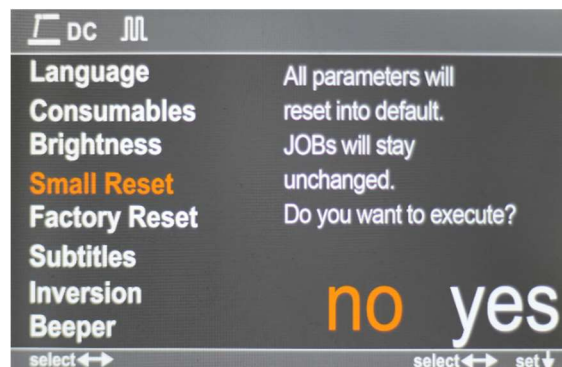 DC
Language
Consumables
Brightness
Small Reset
Factory Reset
Subtitles
Inversion
Beeper
All parameters will
reset into default.
JOBs will stay
unchanged.
Do you want to execute?
no yes
select
select set